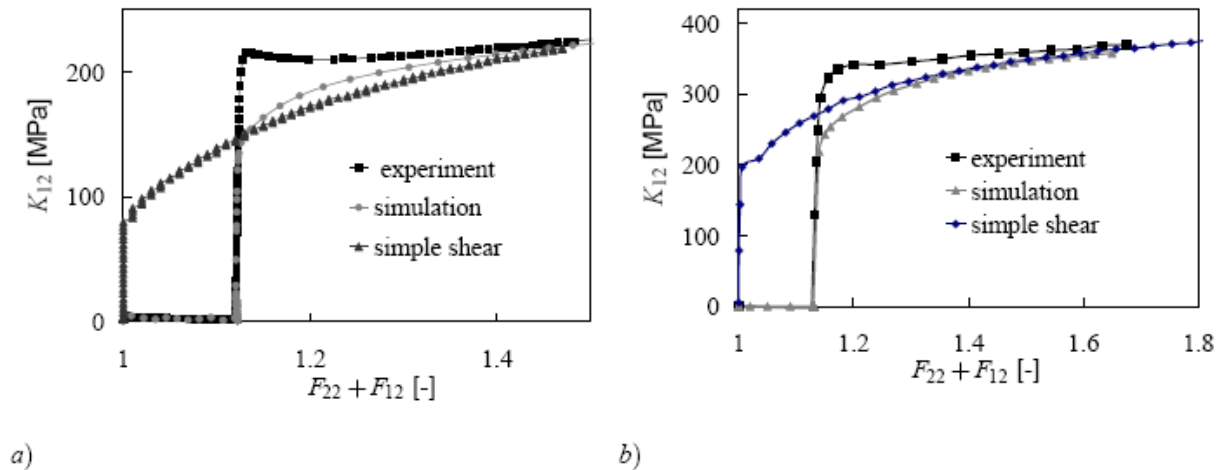 200
100
0
1
1.2
1.4
K12 [MPa]
F22 + F12 [-]
experiment
simulation
simple shear
a)
400
300
200
100
0
1
1.2
1.4
1.6
1.8
K12 [MPa]
F22 + F12 [-]
experiment
simulation
simple shear
b)